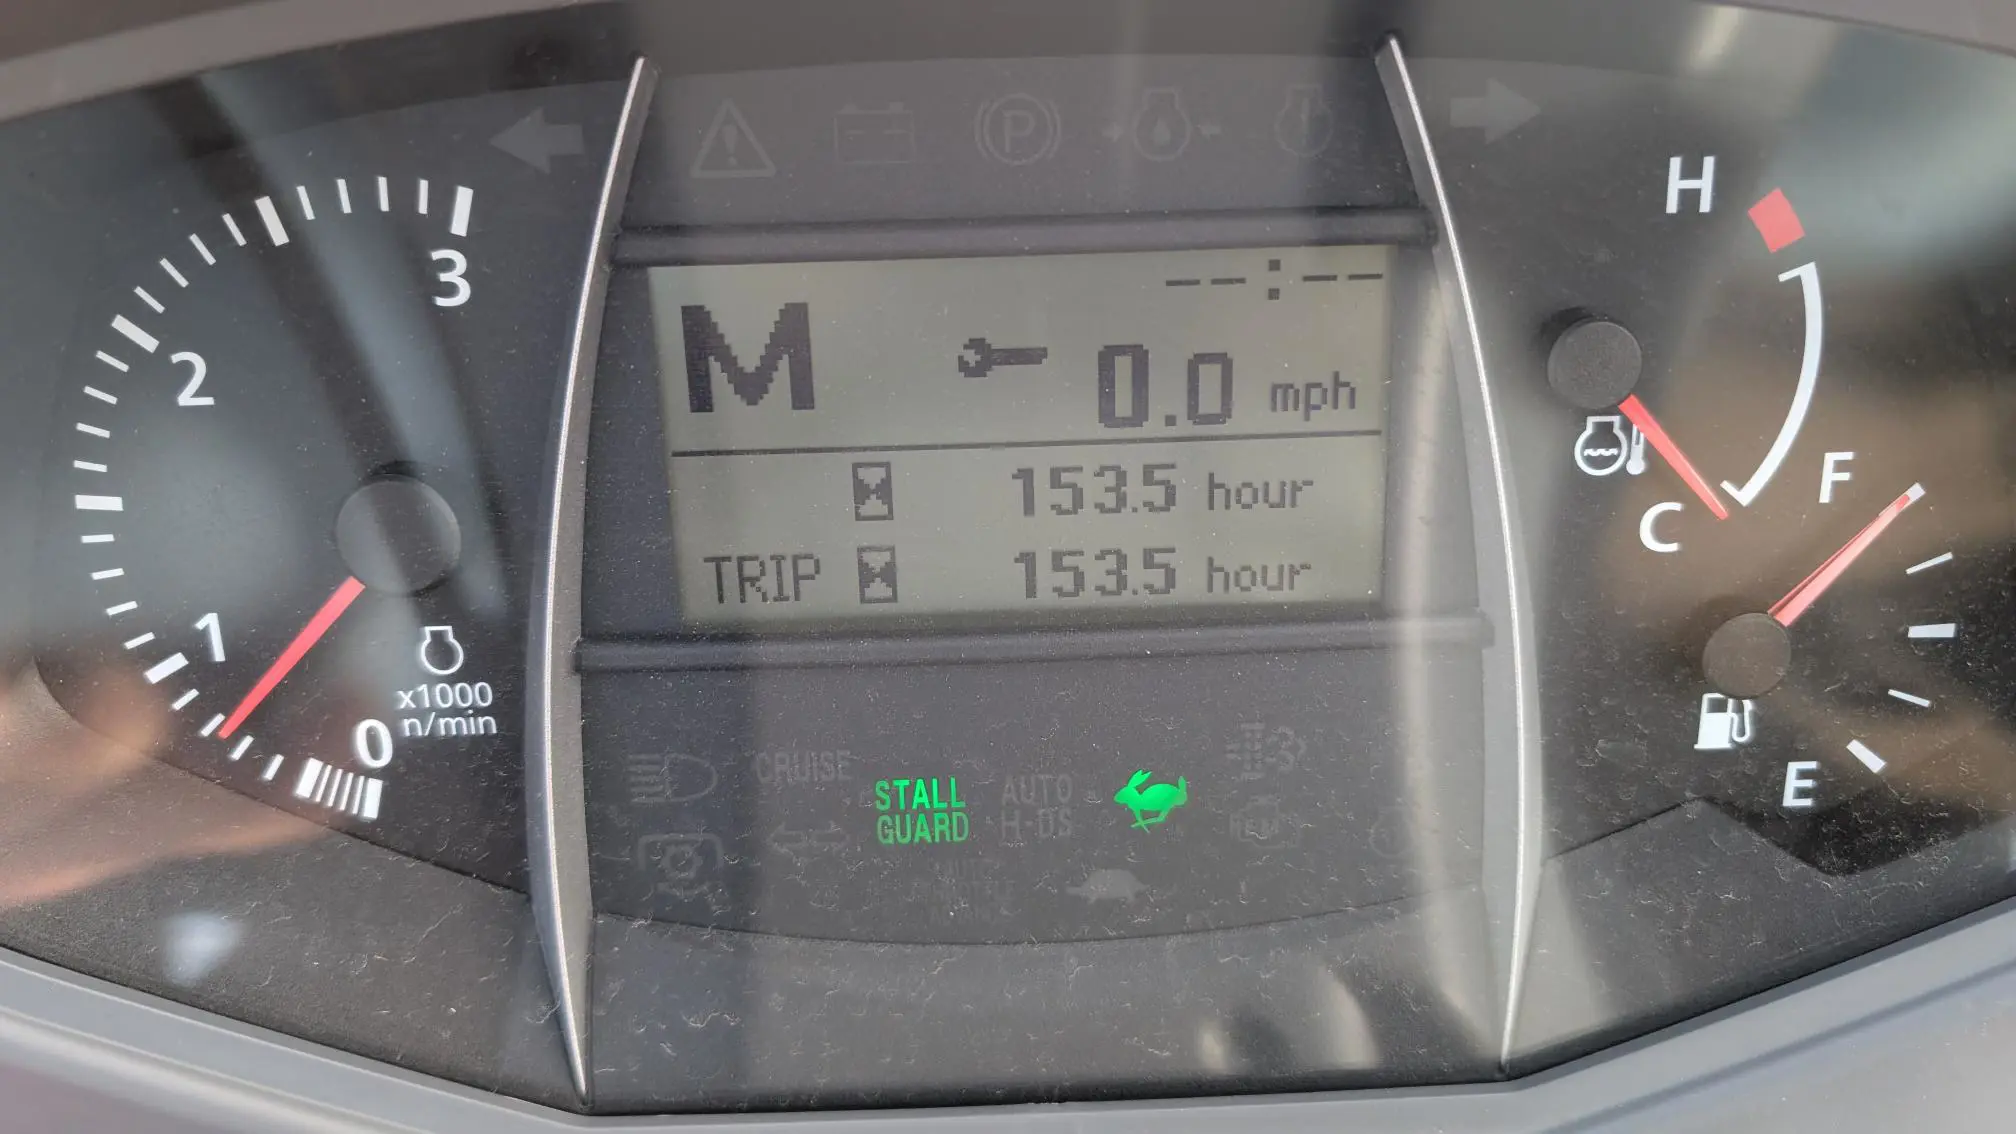 P
3
2
1
0
x1000
n/min
--:--
M
0.0 mph
153.5 hour
TRIP 153.5 hour
H
C
F
E
CRUISE
STALL
GUARD
AUTO
H-DS